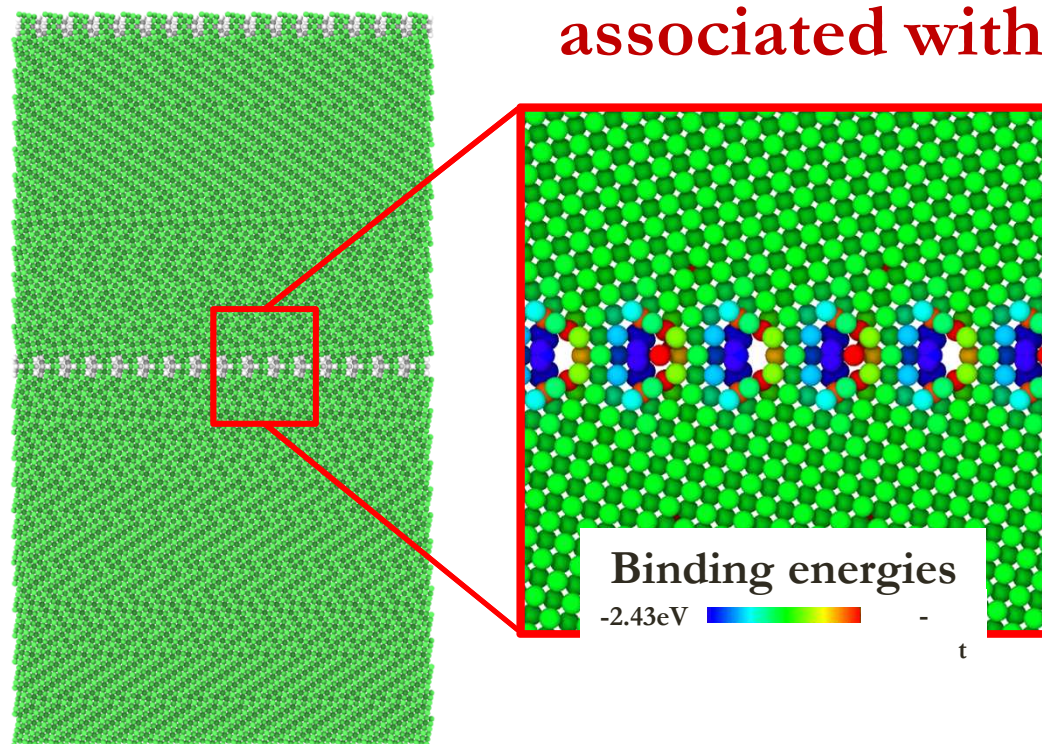 associated with
Binding energies
-2.43eV -
t